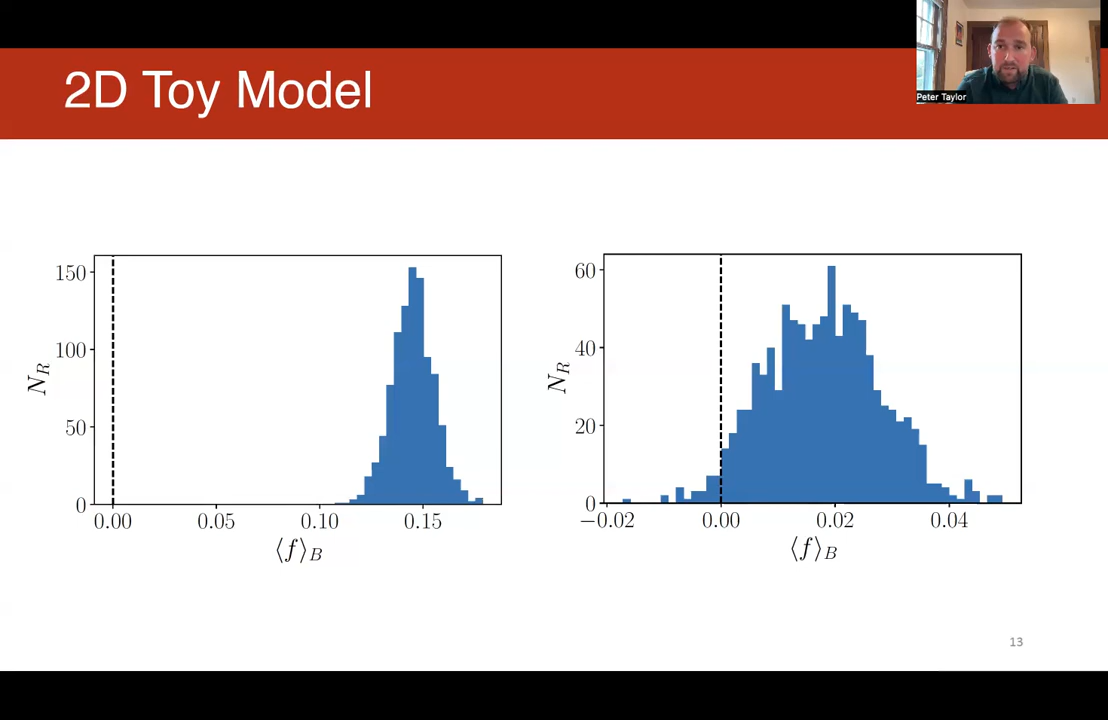 2D Toy Model
Peter Taylor
150
100
50
0
N_R
0.00 0.05 0.10 0.15
⟨f⟩_B
60
40
20
0
N_R
−0.02 0.00 0.02 0.04
⟨f⟩_B
13